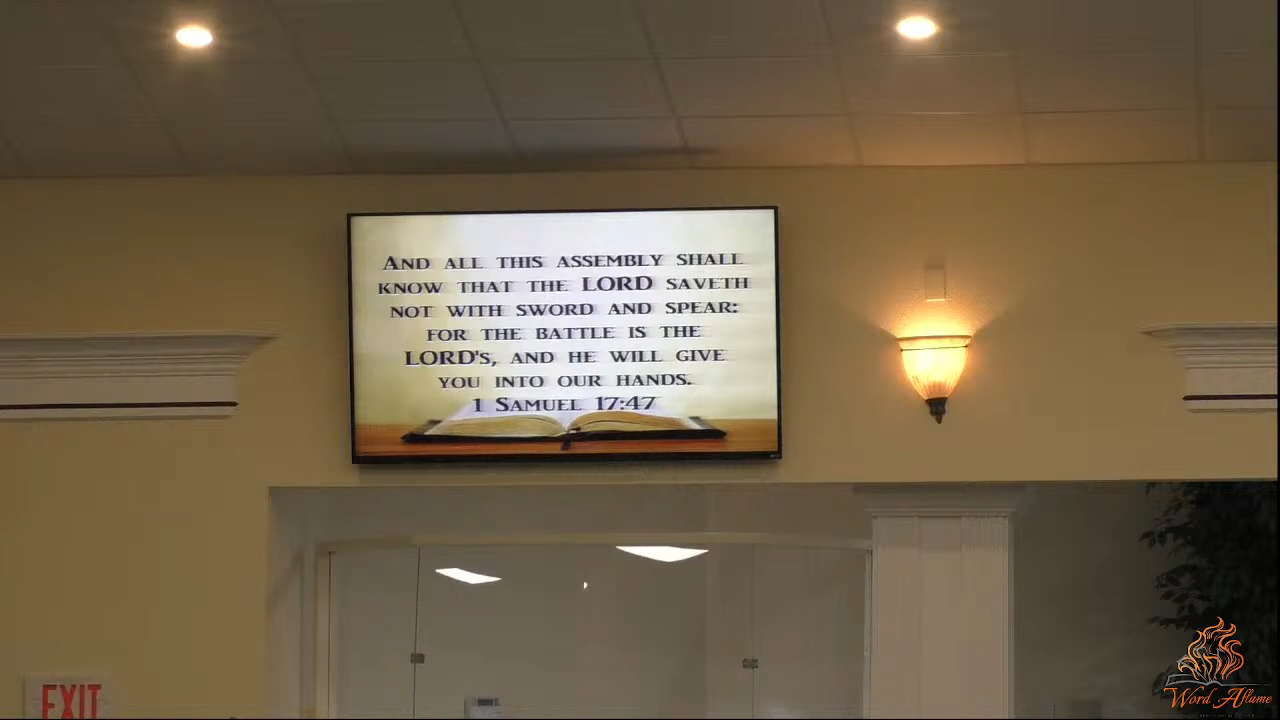 AND ALL THIS ASSEMBLY SHALL
KNOW THAT THE LORD SAVETH
NOT WITH SWORD AND SPEAR:
FOR THE BATTLE IS THE
LORD'S, AND HE WILL GIVE
YOU INTO OUR HANDS.
1 SAMUEL 17:47
EXIT
Word Aflame